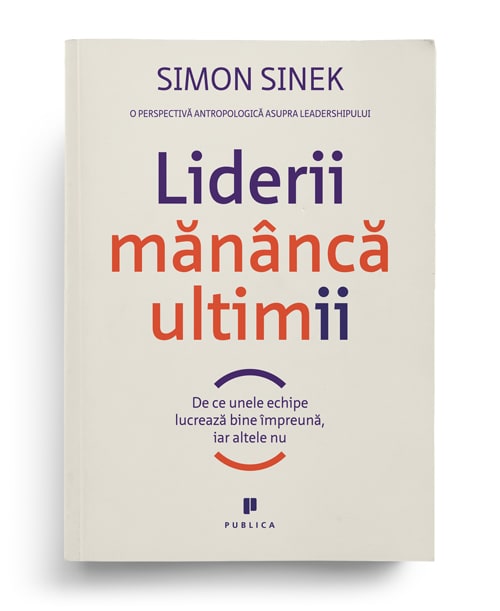 SIMON SINEK
O PERSPECTIVĂ ANTROPOLOGICĂ ASUPRA LEADERSHIPULUI
Liderii
mănâncă
ultimii
De ce unele echipe
lucrează bine împreună,
iar altele nu
PUBLICA